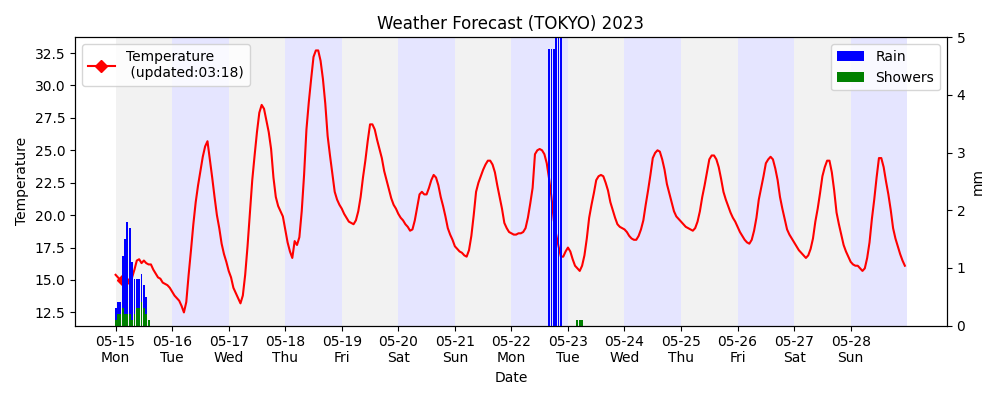 Weather Forecast (TOKYO) 2023
Temperature
(updated:03:18)
Rain
Showers
Temperature
32.5
30.0
27.5
25.0
22.5
20.0
17.5
15.0
12.5
5
4
3
2
1
0
mm
05-15 05-16 05-17 05-18 05-19 05-20 05-21 05-22 05-23 05-24 05-25 05-26 05-27 05-28
Mon Tue Wed Thu Fri Sat Sun Mon Tue Wed Thu Fri Sat Sun
Date